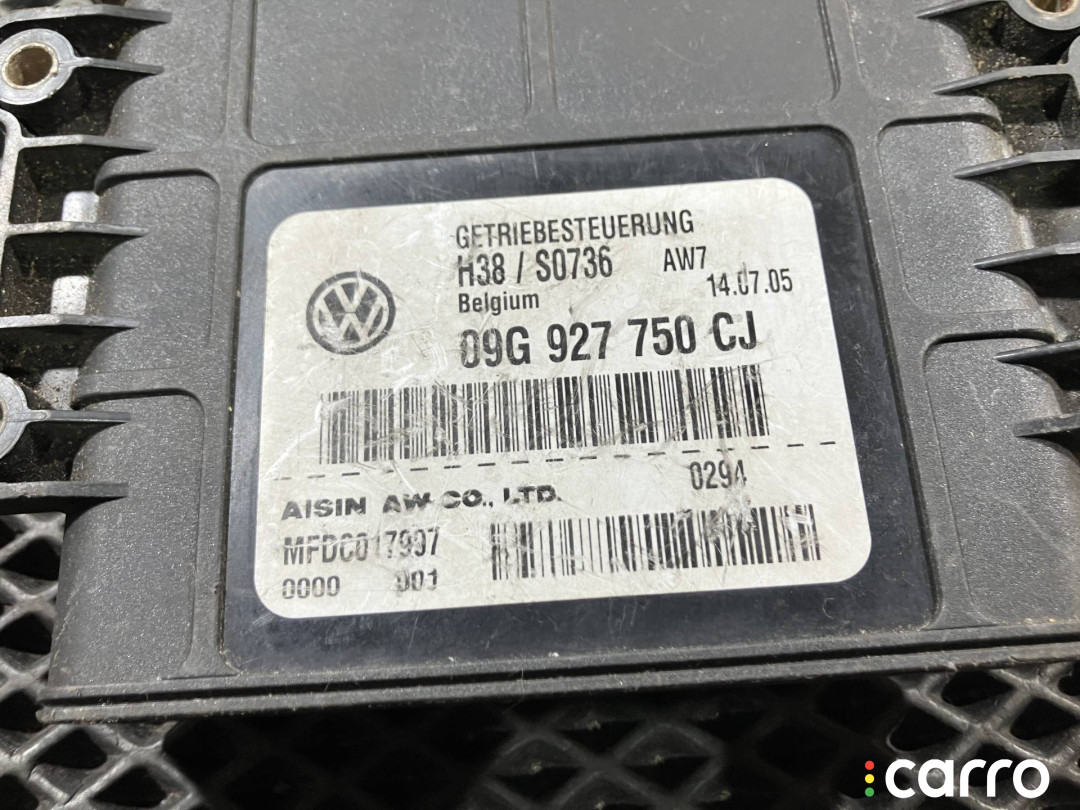 GETRIEBESTEUERUNG
H38 / S0736 AW7
Belgium 14.07.05
09G 927 750 CJ
0294
AISIN AW CO., LTD.
MFDC017997
0000 001
carro